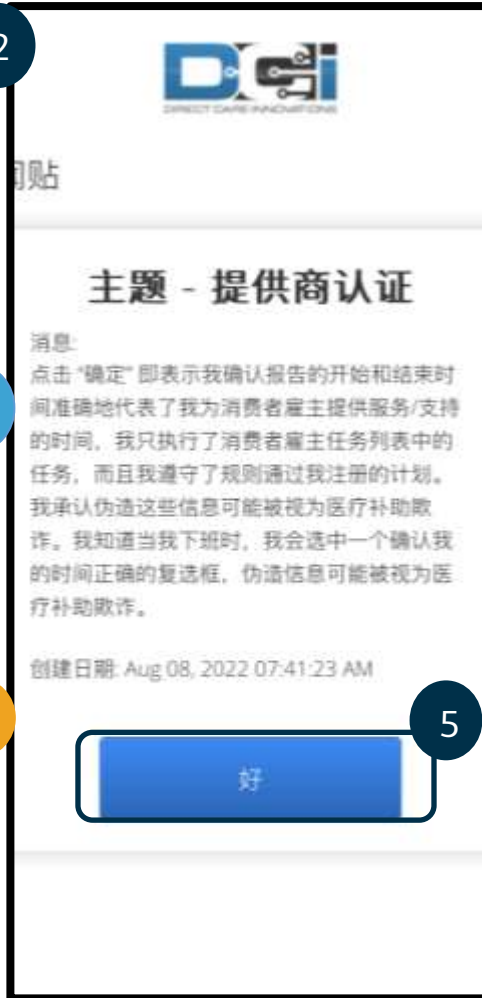 2
DCi
DIRECT CARE INNOVATIONS
闻贴
主题 - 提供商认证
消息:
点击 "确定" 即表示我确认报告的开始和结束时
间准确地代表了我为消费者雇主提供服务/支持
的时间，我只执行了消费者雇主任务列表中的
任务，而且我遵守了规则通过我注册的计划。
我承认伪造这些信息可能被视为医疗补助欺
诈。我知道当我下班时，我会选中一个确认我
的时间正确的复选框，伪造信息可能被视为医
疗补助欺诈。
创建日期: Aug 08, 2022 07:41:23 AM
5
好